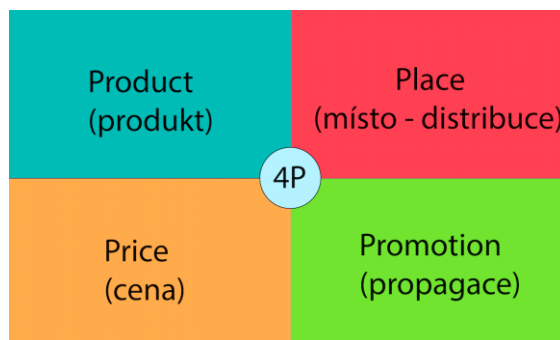 Product
(produkt)
Place
(místo - distribuce)
4P
Price
(cena)
Promotion
(propagace)